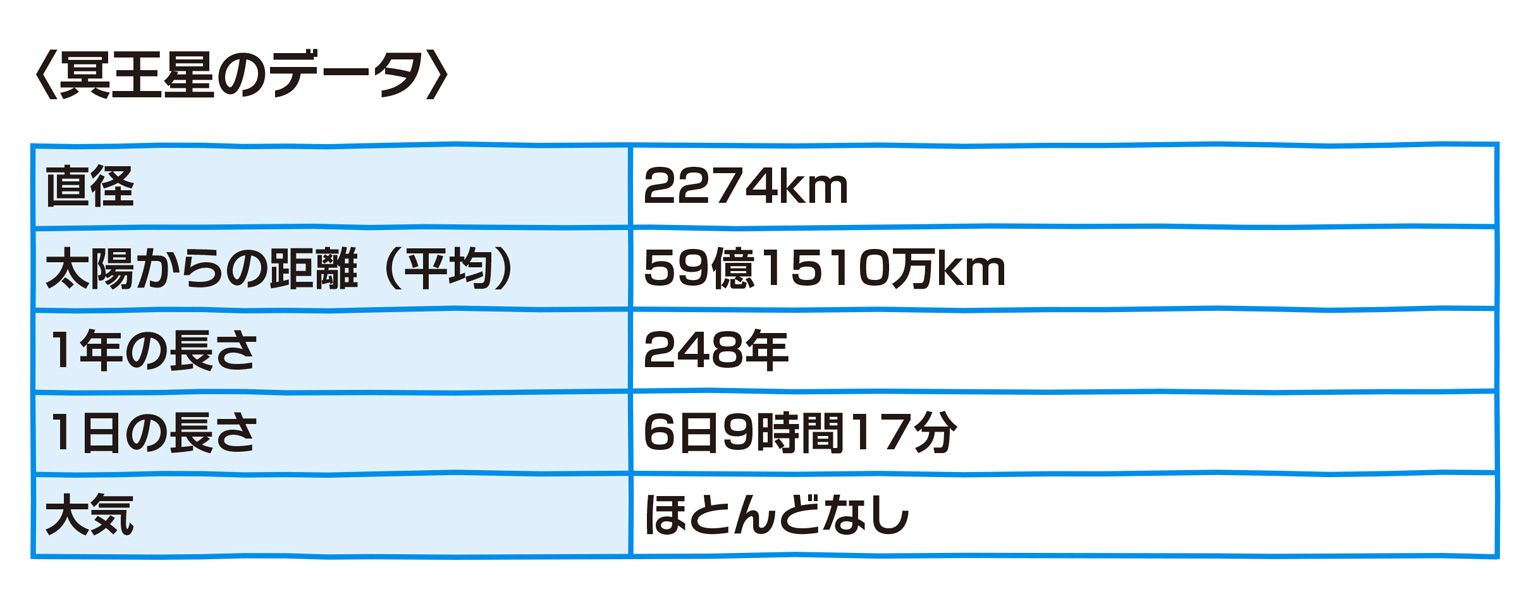 〈冥王星のデータ〉
直径 2274km
太陽からの距離（平均） 59億1510万km
1年の長さ 248年
1日の長さ 6日9時間17分
大気 ほとんどなし